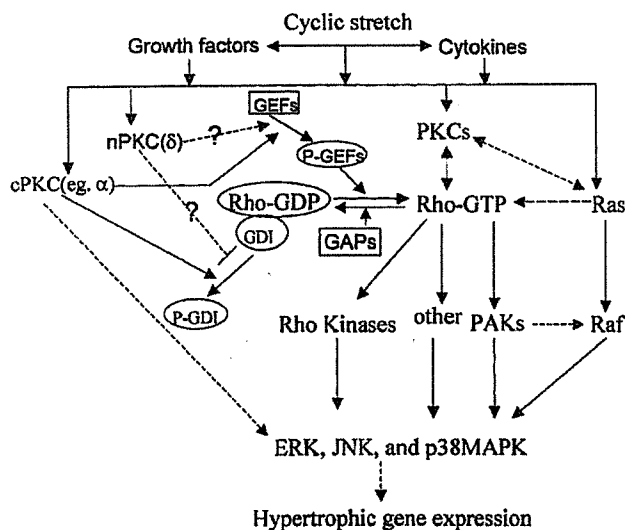 Cyclic stretch
Growth factors
Cytokines
GEFs
nPKC(δ)
?
PKCs
P-GEFs
cPKC(eg, α)
?
Rho-GDP
Rho-GTP
Ras
GDI
GAPs
P-GDI
Rho Kinases
other
PAKs
Raf
ERK, JNK, and p38MAPK
Hypertrophic gene expression